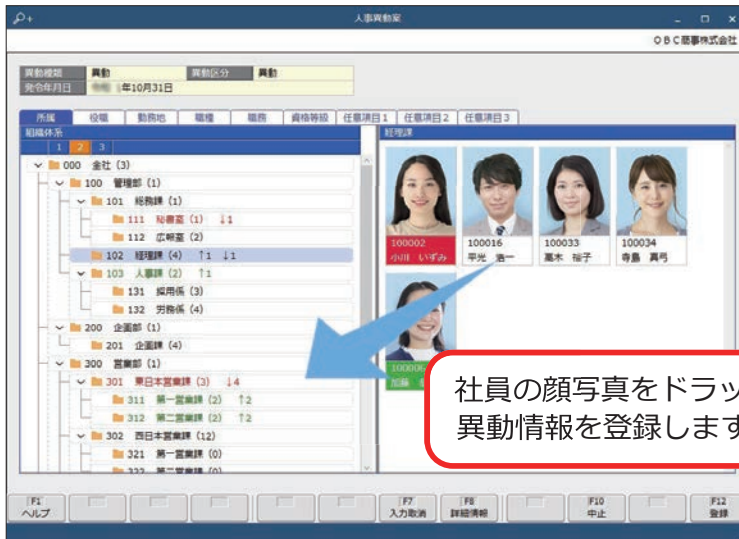 人事異動案
OBC商事株式会社
異動種類 異動 異動区分 異動
発令年月日 年10月31日
所属 役職 勤務地 職種 職務 資格等級 任意項目1 任意項目2 任意項目3
組織体系
1 2 3
000 全社 (3)
100 管理部 (1)
101 総務課 (1)
111 秘書室 (1) ↓1
112 広報室 (2)
102 経理課 (4) ↑1 ↓1
103 人事課 (2) ↑1
131 採用係 (3)
132 労務係 (4)
200 企画部 (1)
201 企画課 (4)
300 営業部 (1)
301 東日本営業課 (3) ↓4
311 第一営業課 (2) ↑2
312 第二営業課 (2) ↑2
302 西日本営業課 (12)
321 第一営業課 (0)
322 第二営業課 (0)
経理課
100002
小川 いずみ
100016
平光 浩一
100033
高木 裕子
100034
寺島 真弓
100006
加藤
社員の顔写真をドラッ
異動情報を登録します
F1
ヘルプ
F7
入力取消
F8
詳細情報
F10
中止
F12
登録